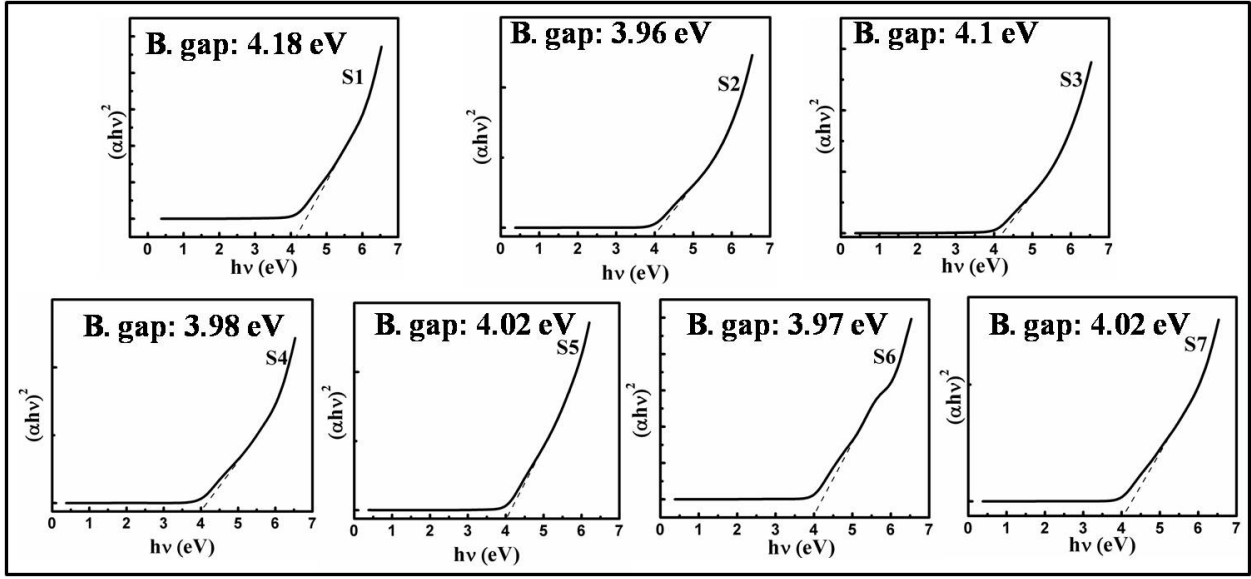 B. gap: 4.18 eV
S1
(αhν)²
0 1 2 3 4 5 6 7
hν (eV)
B. gap: 3.96 eV
S2
(αhν)²
0 1 2 3 4 5 6 7
hν (eV)
B. gap: 4.1 eV
S3
(αhν)²
0 1 2 3 4 5 6 7
hν (eV)
B. gap: 3.98 eV
S4
(αhν)²
0 1 2 3 4 5 6 7
hν (eV)
B. gap: 4.02 eV
S5
(αhν)²
0 1 2 3 4 5 6 7
hν (eV)
B. gap: 3.97 eV
S6
(αhν)²
0 1 2 3 4 5 6 7
hν (eV)
B. gap: 4.02 eV
S7
(αhν)²
0 1 2 3 4 5 6 7
hν (eV)